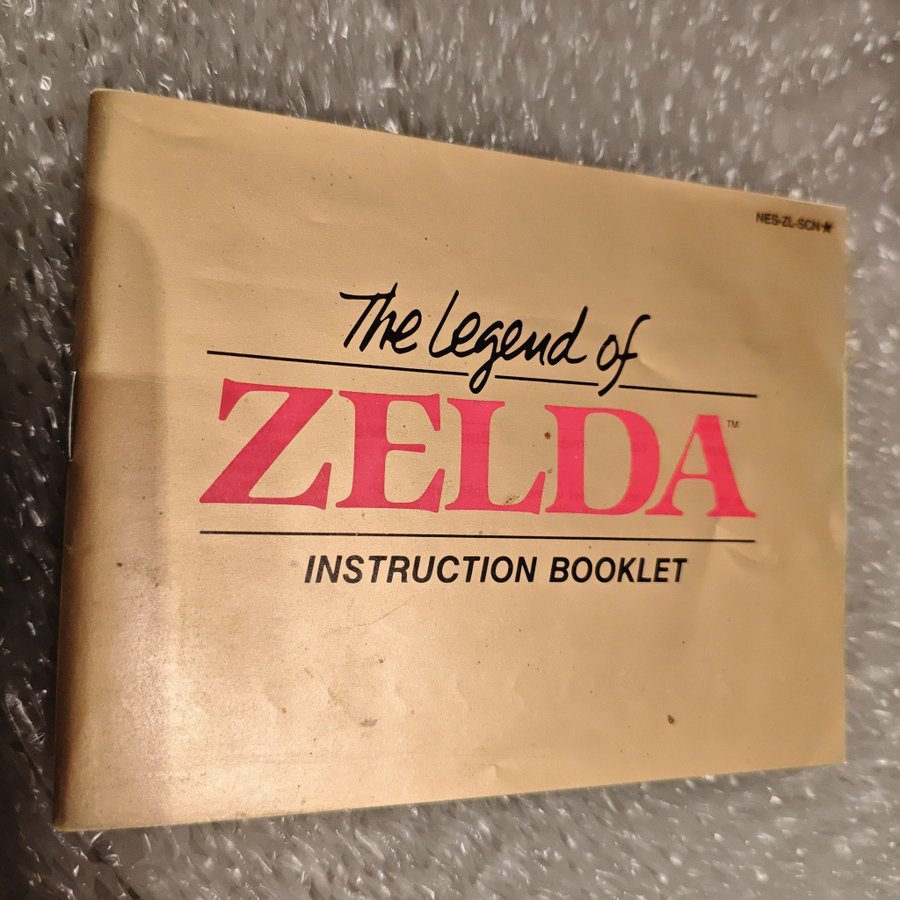 NES-ZL-SCN★
The Legend of
ZELDA™
INSTRUCTION BOOKLET